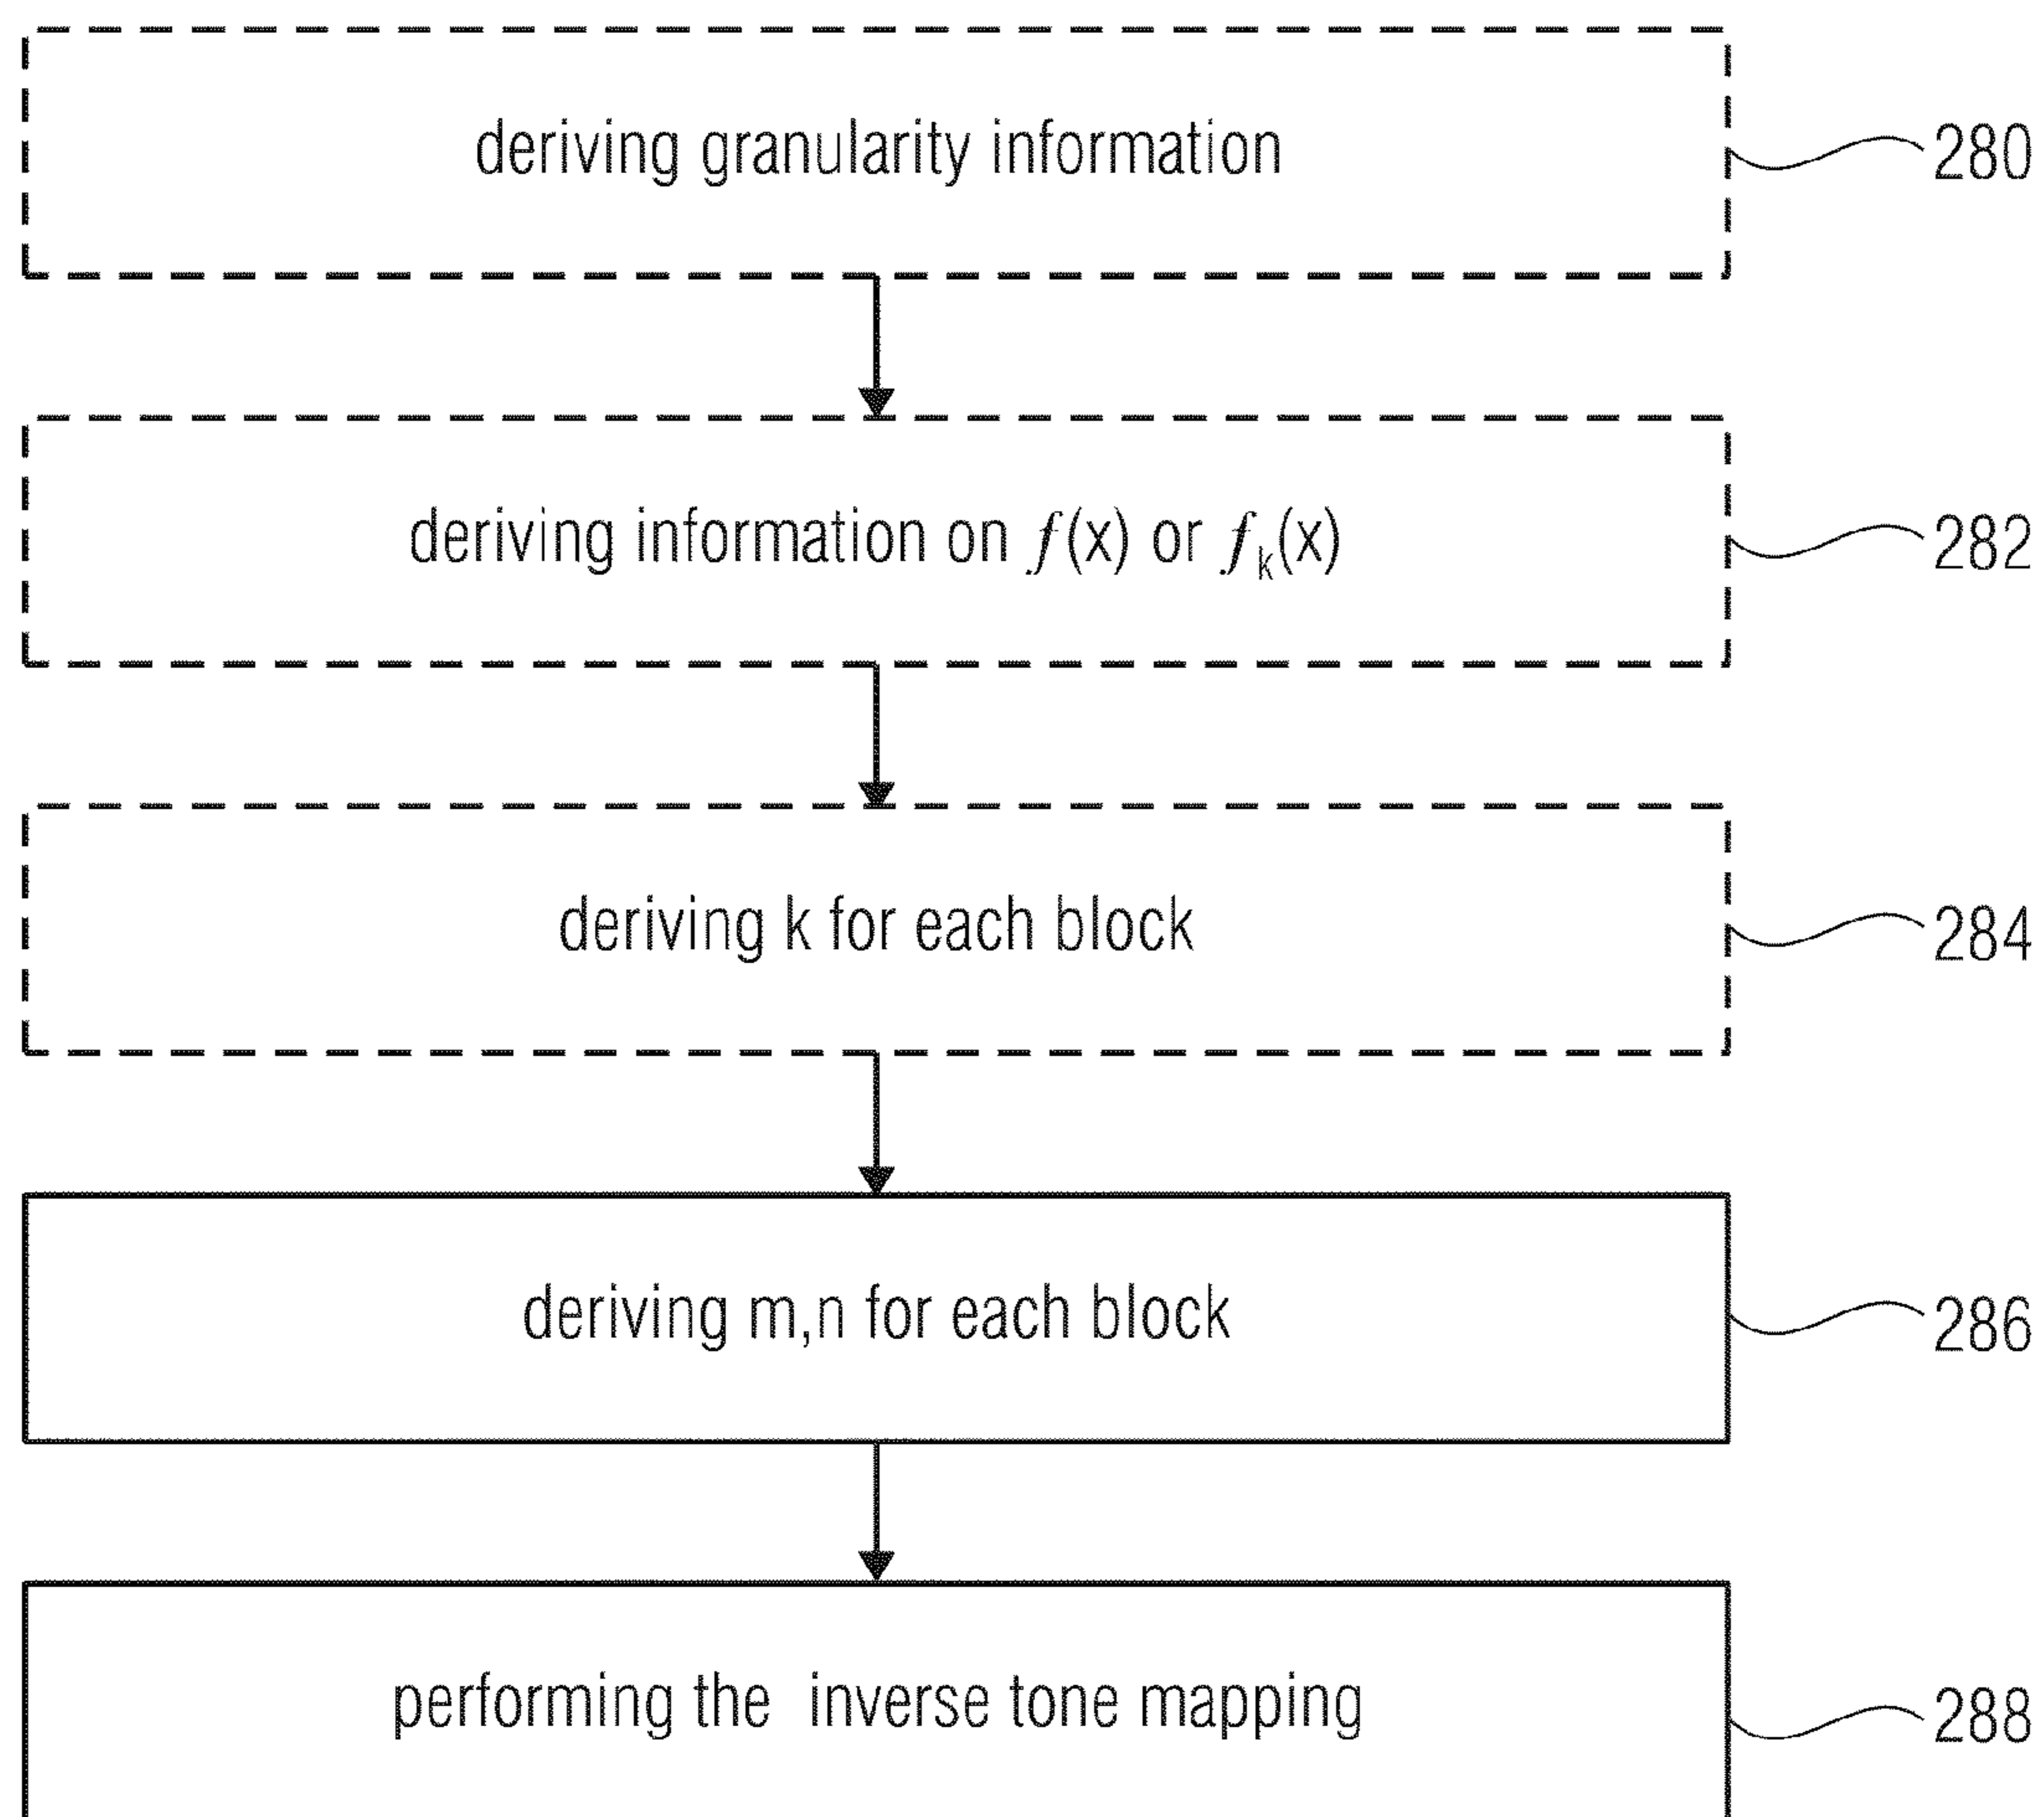 deriving granularity information
280
deriving information on f(x) or fₖ(x)
282
deriving k for each block
284
deriving m,n for each block
286
performing the inverse tone mapping
288